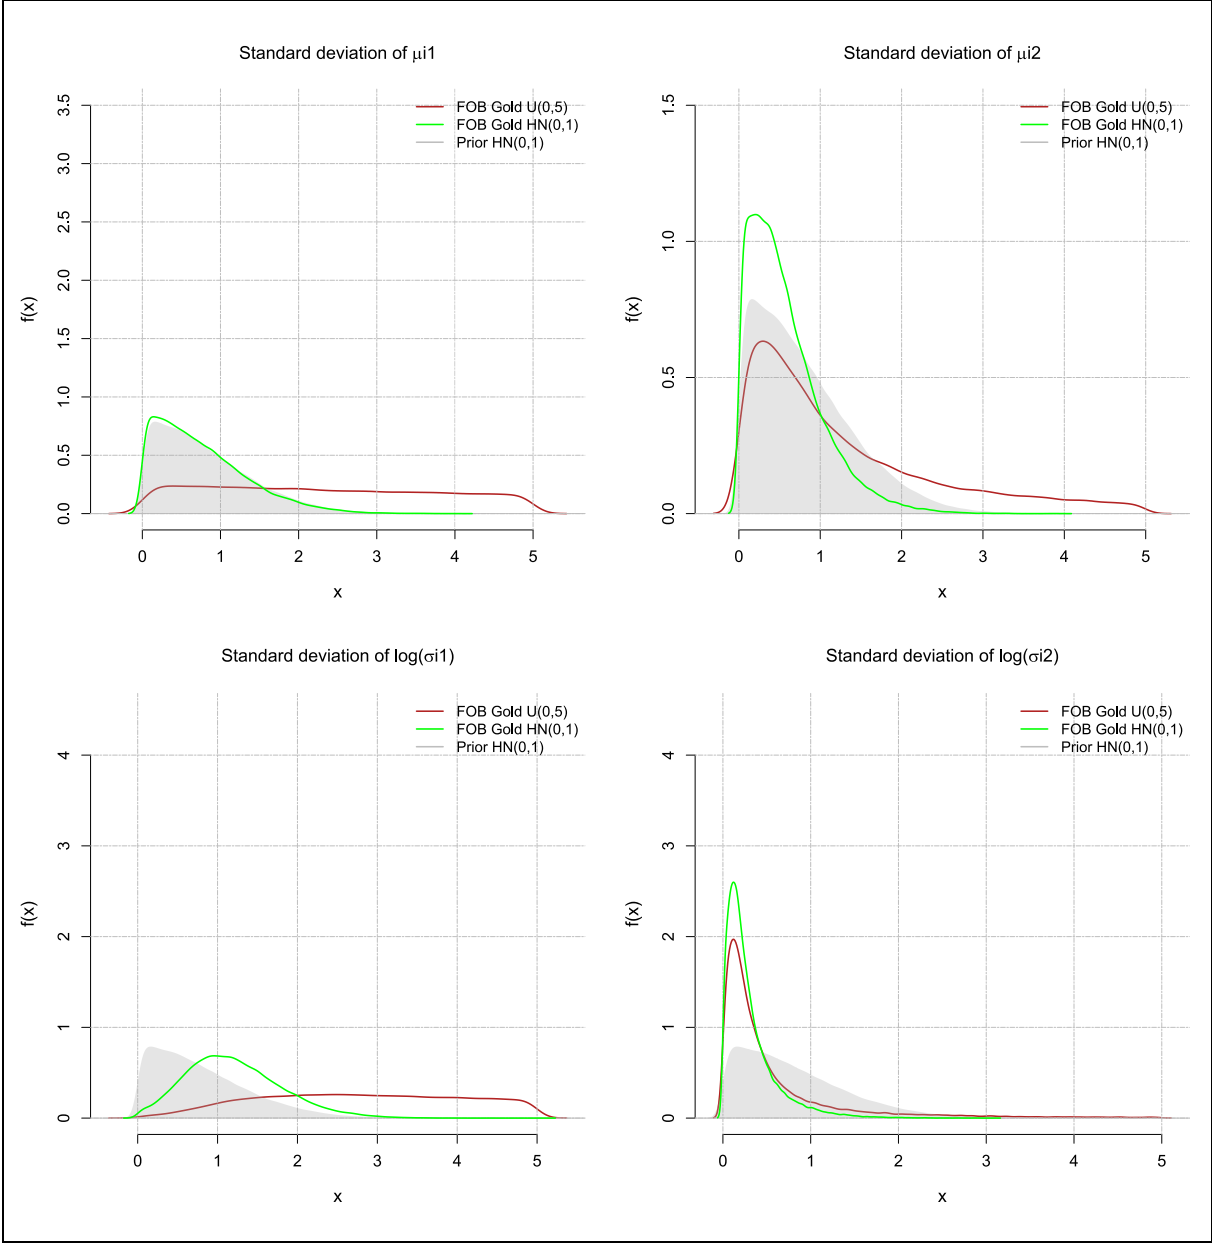 Standard deviation of μi1
FOB Gold U(0,5)
FOB Gold HN(0,1)
Prior HN(0,1)
f(x)
0.0 0.5 1.0 1.5 2.0 2.5 3.0 3.5
0 1 2 3 4 5
x
Standard deviation of μi2
FOB Gold U(0,5)
FOB Gold HN(0,1)
Prior HN(0,1)
f(x)
0.0 0.5 1.0 1.5
0 1 2 3 4 5
x
Standard deviation of log(σi1)
FOB Gold U(0,5)
FOB Gold HN(0,1)
Prior HN(0,1)
f(x)
0 1 2 3 4
0 1 2 3 4 5
x
Standard deviation of log(σi2)
FOB Gold U(0,5)
FOB Gold HN(0,1)
Prior HN(0,1)
f(x)
0 1 2 3 4
0 1 2 3 4 5
x